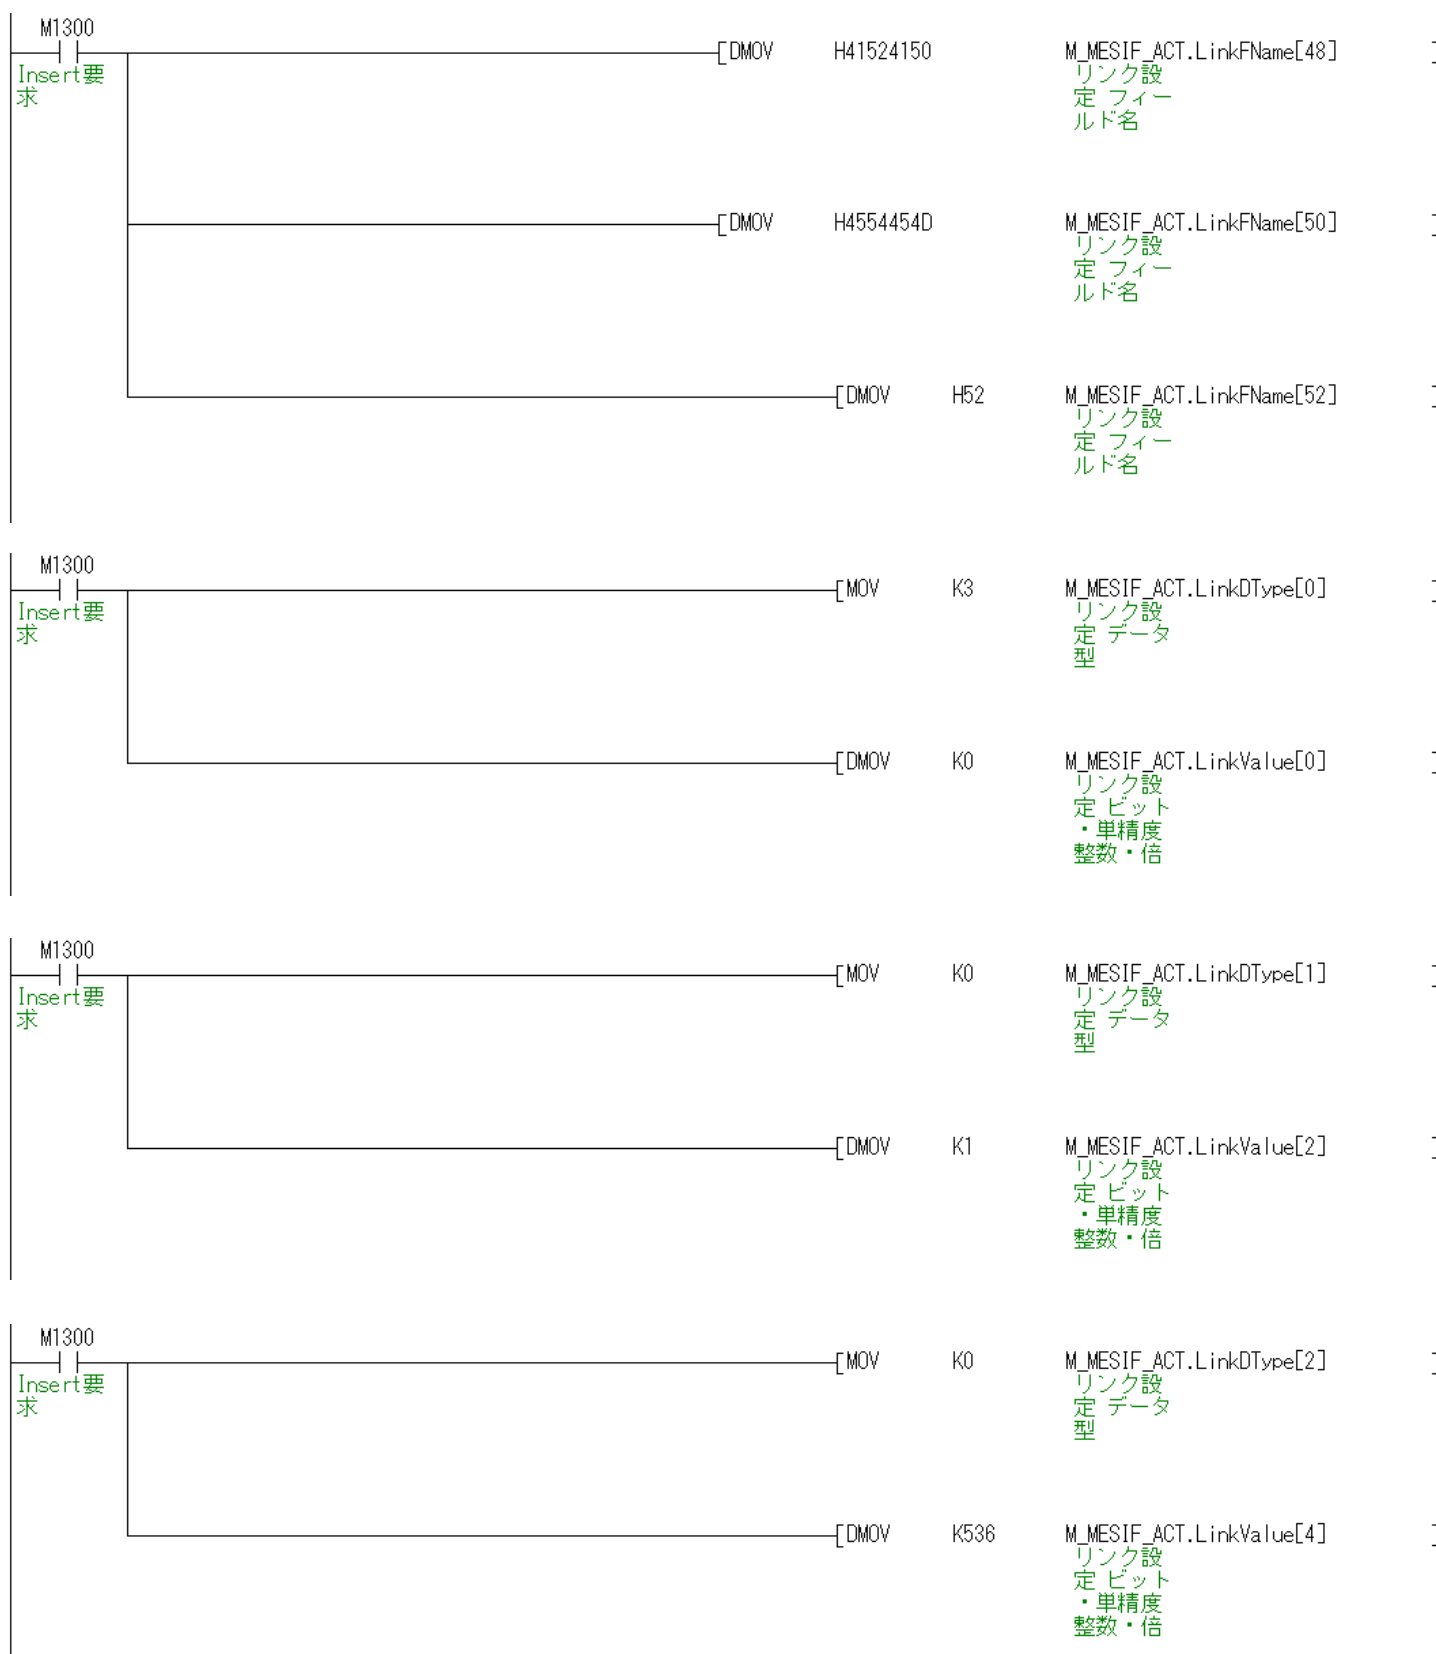 M1300
[DMOV H41524150 M_MESIF_ACT.LinkFName[48] ]
Insert要
求
リンク設
定 フィー
ルド名
[DMOV H4554454D M_MESIF_ACT.LinkFName[50] ]
リンク設
定 フィー
ルド名
[DMOV H52 M_MESIF_ACT.LinkFName[52] ]
リンク設
定 フィー
ルド名
M1300
[MOV K3 M_MESIF_ACT.LinkDType[0] ]
Insert要
求
リンク設
定 データ
型
[DMOV K0 M_MESIF_ACT.LinkValue[0] ]
リンク設
定 ビット
・単精度
整数・倍
M1300
[MOV K0 M_MESIF_ACT.LinkDType[1] ]
Insert要
求
リンク設
定 データ
型
[DMOV K1 M_MESIF_ACT.LinkValue[2] ]
リンク設
定 ビット
・単精度
整数・倍
M1300
[MOV K0 M_MESIF_ACT.LinkDType[2] ]
Insert要
求
リンク設
定 データ
型
[DMOV K536 M_MESIF_ACT.LinkValue[4] ]
リンク設
定 ビット
・単精度
整数・倍